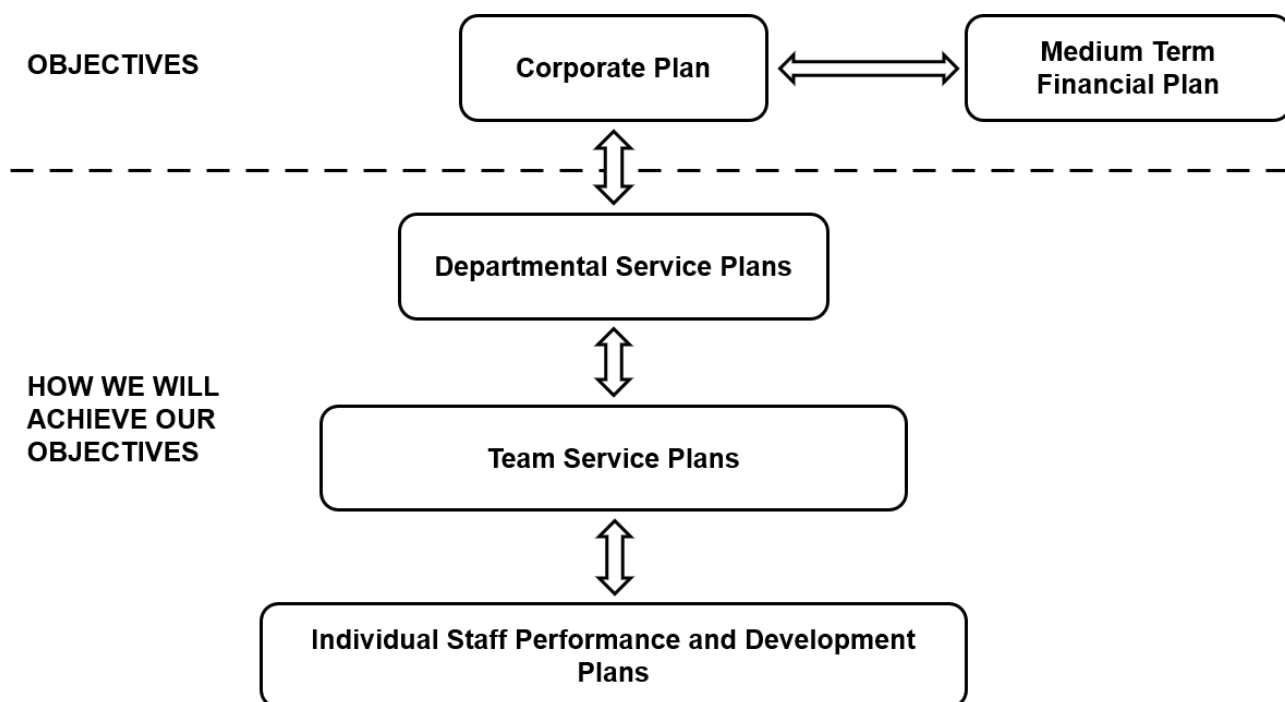 OBJECTIVES
Corporate Plan
Medium Term
Financial Plan
Departmental Service Plans
HOW WE WILL
ACHIEVE OUR
OBJECTIVES
Team Service Plans
Individual Staff Performance and Development
Plans